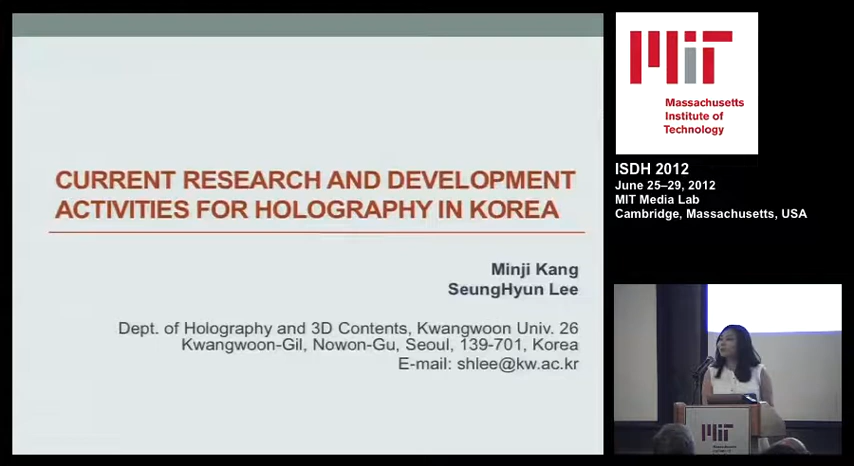 CURRENT RESEARCH AND DEVELOPMENT
ACTIVITIES FOR HOLOGRAPHY IN KOREA
Minji Kang
SeungHyun Lee
Dept. of Holography and 3D Contents, Kwangwoon Univ. 26
Kwangwoon-Gil, Nowon-Gu, Seoul, 139-701, Korea
E-mail: shlee@kw.ac.kr
MIT
Massachusetts
Institute of
Technology
ISDH 2012
June 25–29, 2012
MIT Media Lab
Cambridge, Massachusetts, USA
MIT